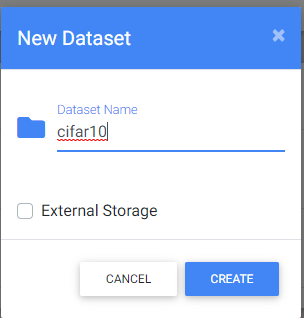 New Dataset
Dataset Name
cifar10
External Storage
CANCEL
CREATE